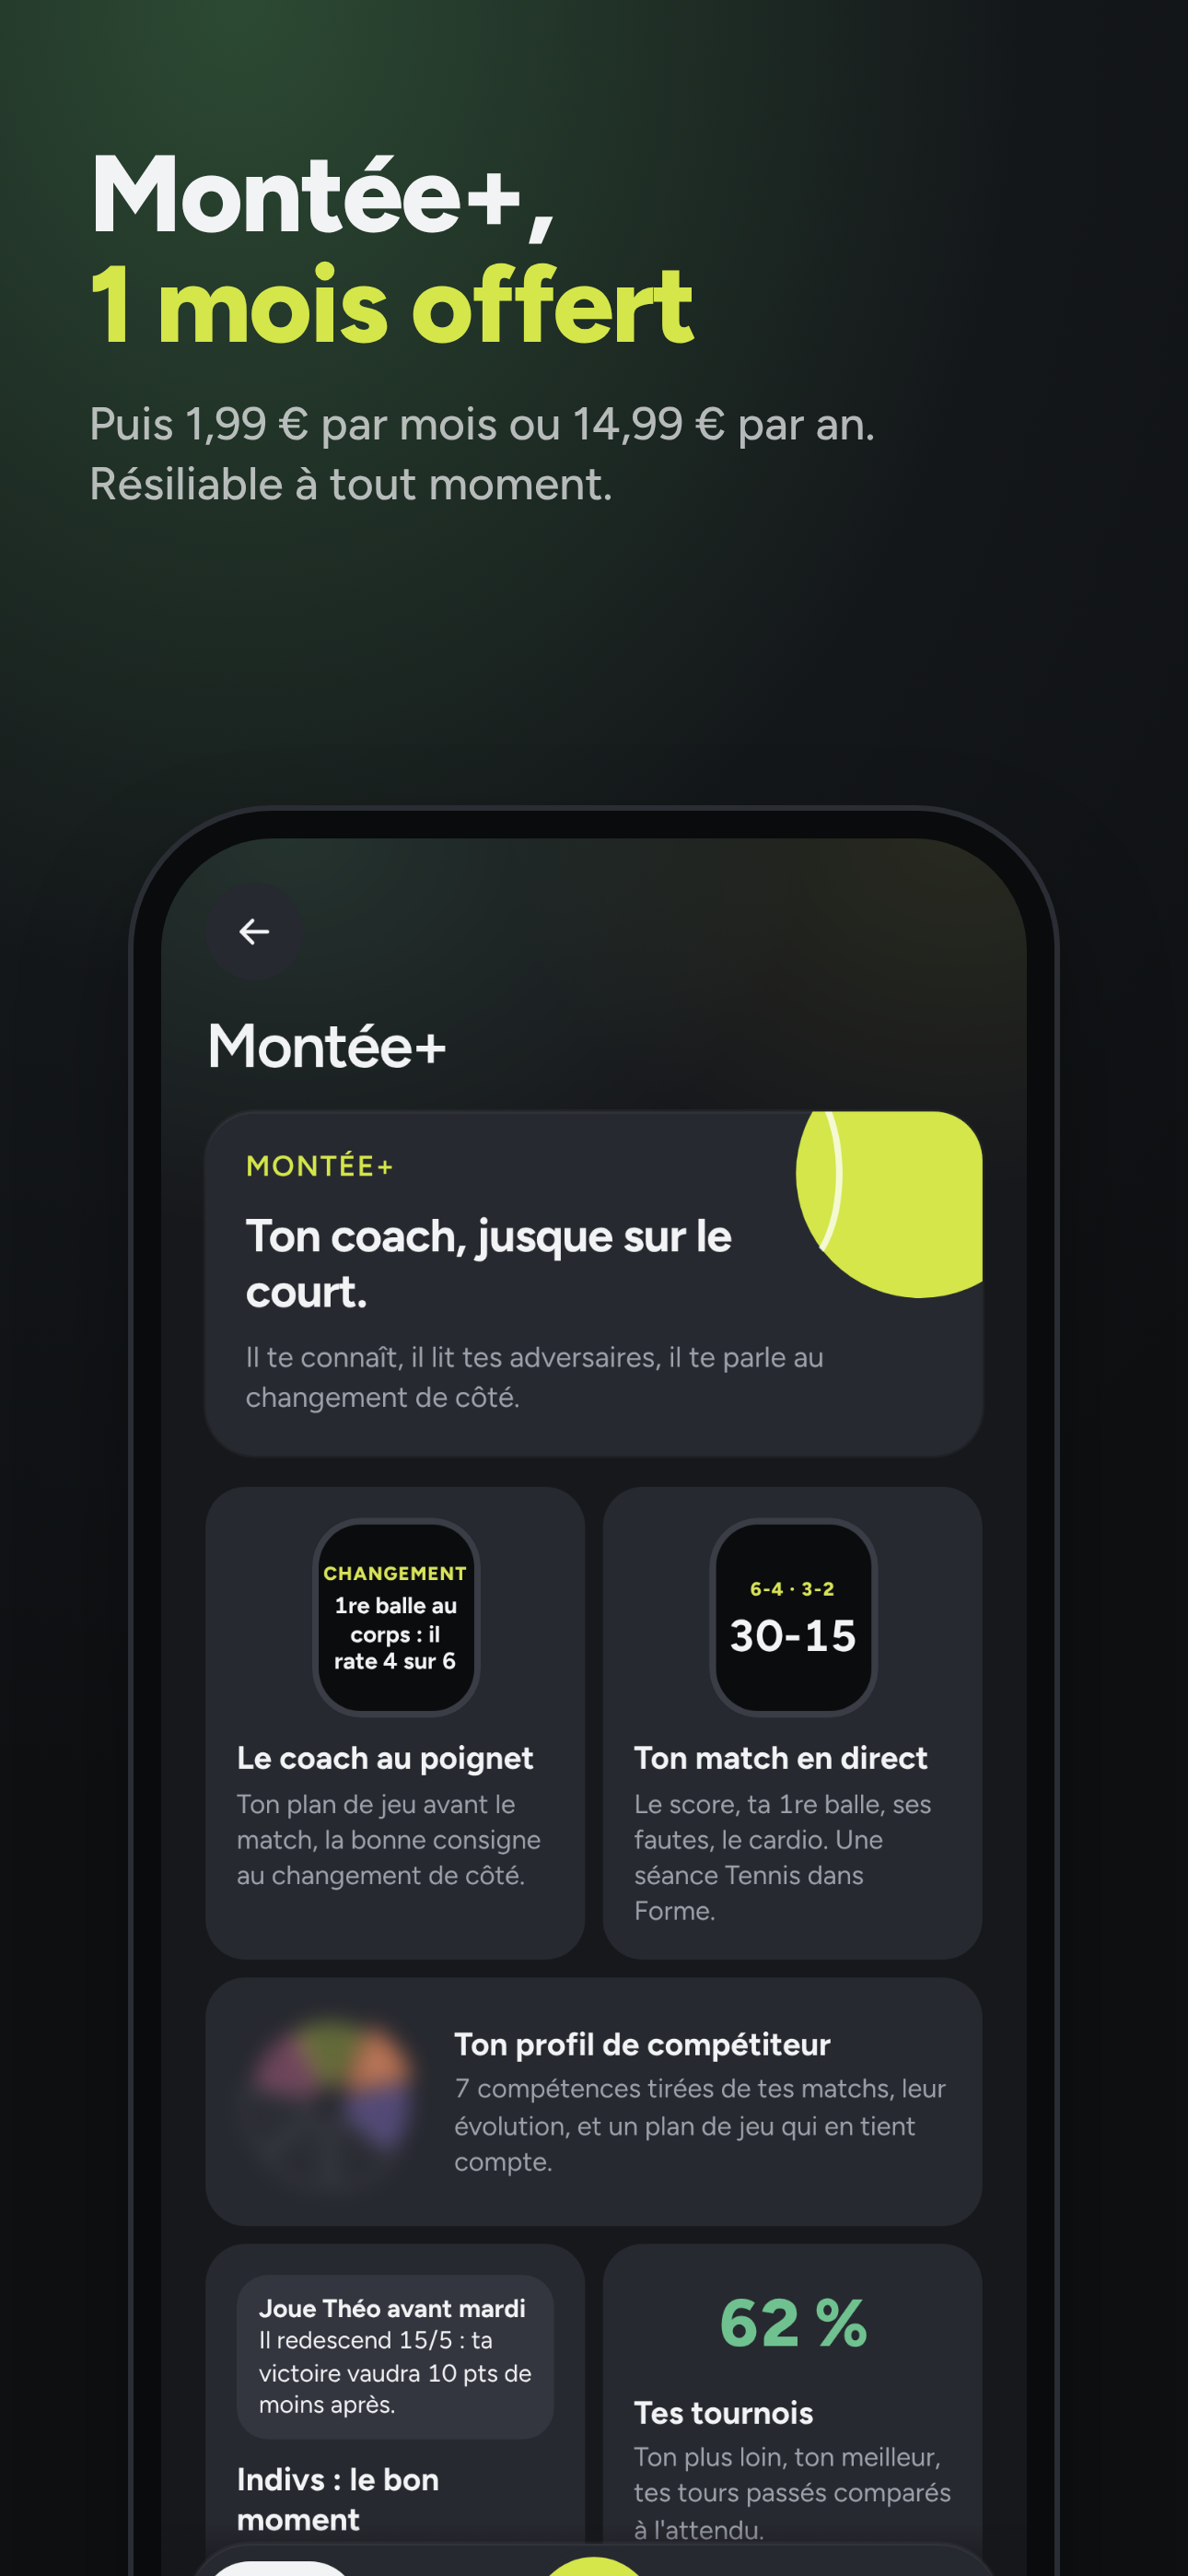 Montée+,
1 mois offert
Puis 1,99 € par mois ou 14,99 € par an.
Résiliable à tout moment.
Montée+
MONTÉE+
Ton coach, jusque sur le
court.
Il te connaît, il lit tes adversaires, il te parle au
changement de côté.
CHANGEMENT
1re balle au
corps : il
rate 4 sur 6
Le coach au poignet
Ton plan de jeu avant le
match, la bonne consigne
au changement de côté.
6-4 · 3-2
30-15
Ton match en direct
Le score, ta 1re balle, ses
fautes, le cardio. Une
séance Tennis dans
Forme.
Ton profil de compétiteur
7 compétences tirées de tes matchs, leur
évolution, et un plan de jeu qui en tient
compte.
Joue Théo avant mardi
Il redescend 15/5 : ta
victoire vaudra 10 pts de
moins après.
Indivs : le bon
moment
62 %
Tes tournois
Ton plus loin, ton meilleur,
tes tours passés comparés
à l'attendu.